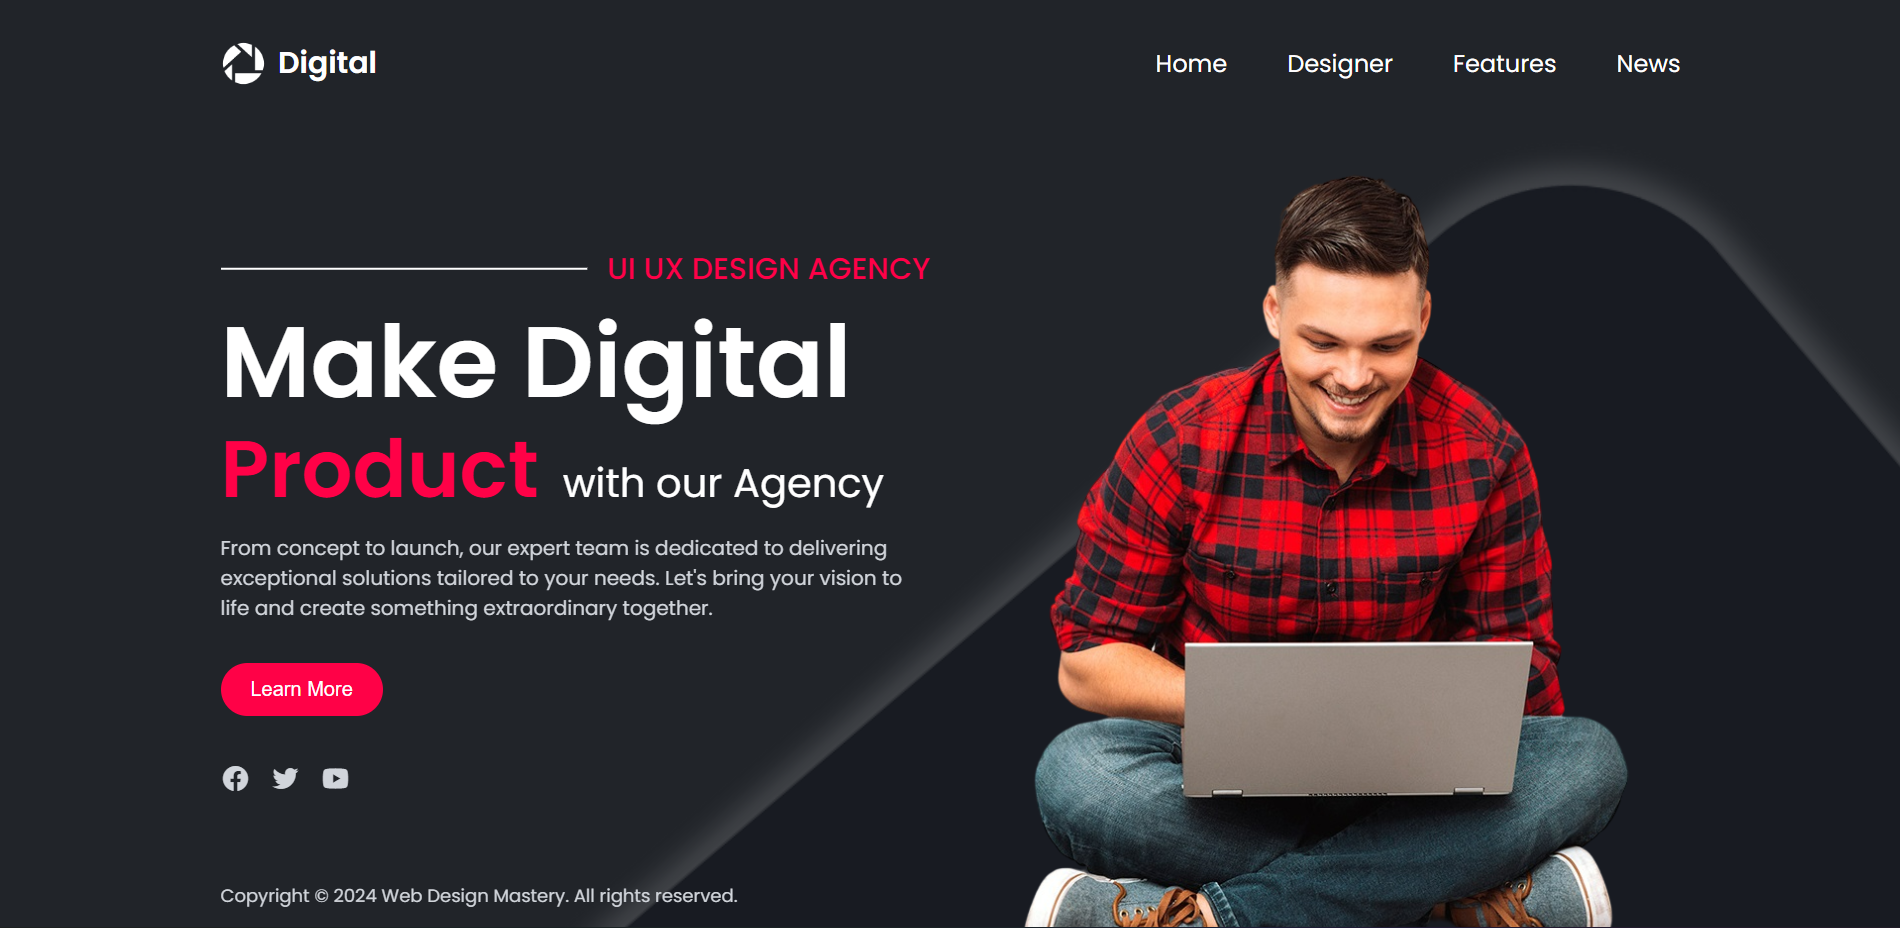 Digital
Home
Designer
Features
News
UI UX DESIGN AGENCY
Make Digital
Product with our Agency
From concept to launch, our expert team is dedicated to delivering
exceptional solutions tailored to your needs. Let's bring your vision to
life and create something extraordinary together.
Learn More
Copyright © 2024 Web Design Mastery. All rights reserved.